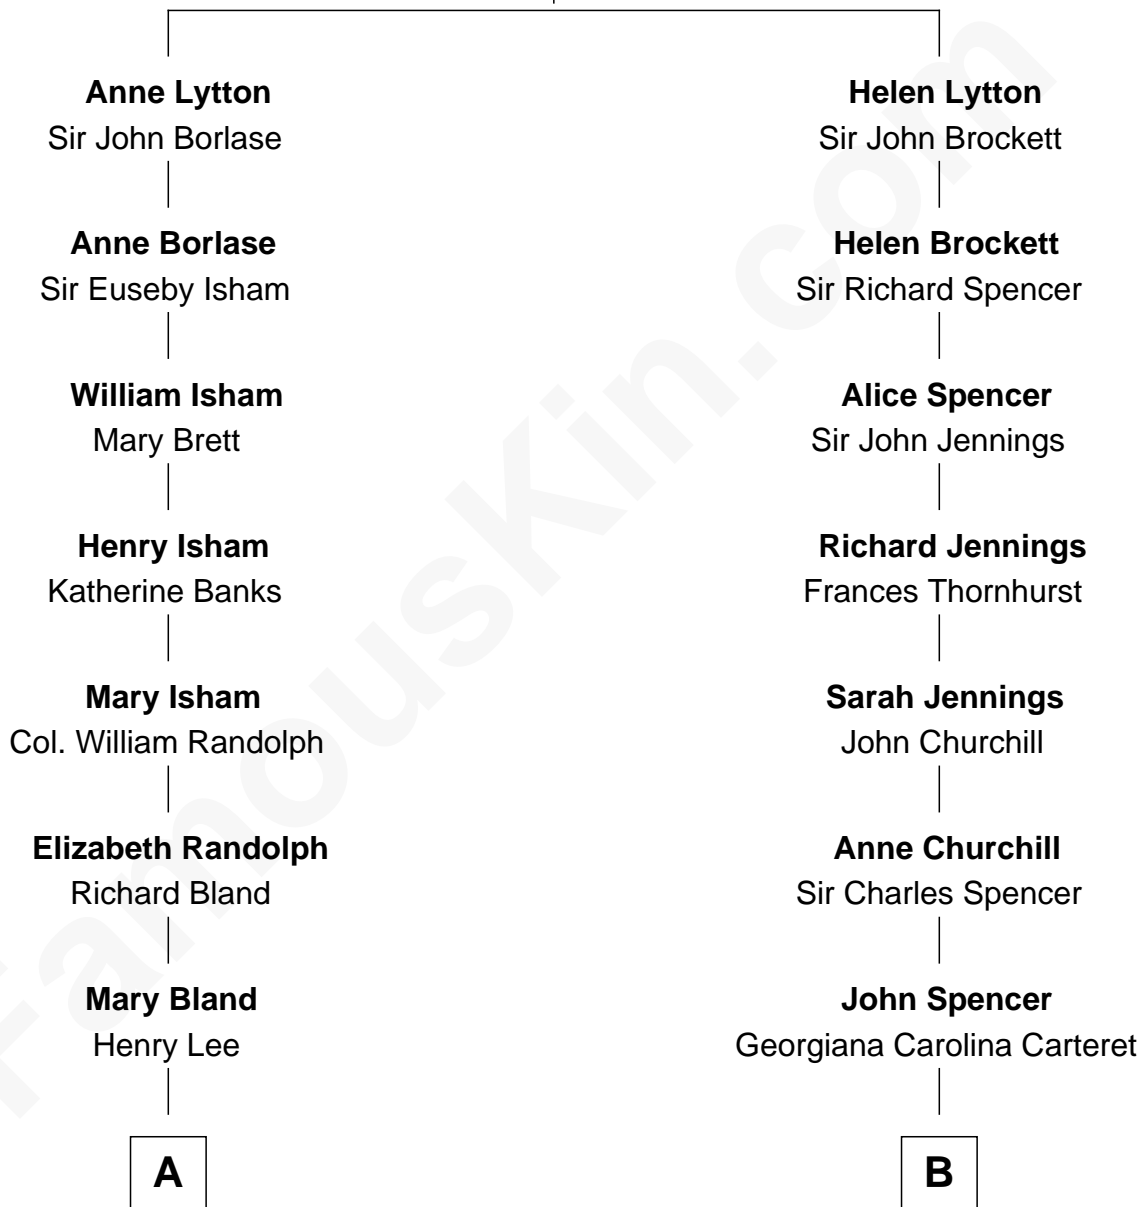 Anne Lytton
Sir John Borlase
Helen Lytton
Sir John Brockett
Anne Borlase
Sir Euseby Isham
Helen Brockett
Sir Richard Spencer
William Isham
Mary Brett
Alice Spencer
Sir John Jennings
Henry Isham
Katherine Banks
Richard Jennings
Frances Thornhurst
Mary Isham
Col. William Randolph
Sarah Jennings
John Churchill
Elizabeth Randolph
Richard Bland
Anne Churchill
Sir Charles Spencer
Mary Bland
Henry Lee
John Spencer
Georgiana Carolina Carteret
A
B
FamousKin.com